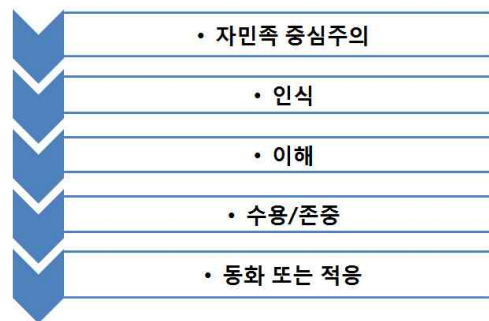 • 자민족 중심주의
• 인식
• 이해
• 수용/존중
• 동화 또는 적응